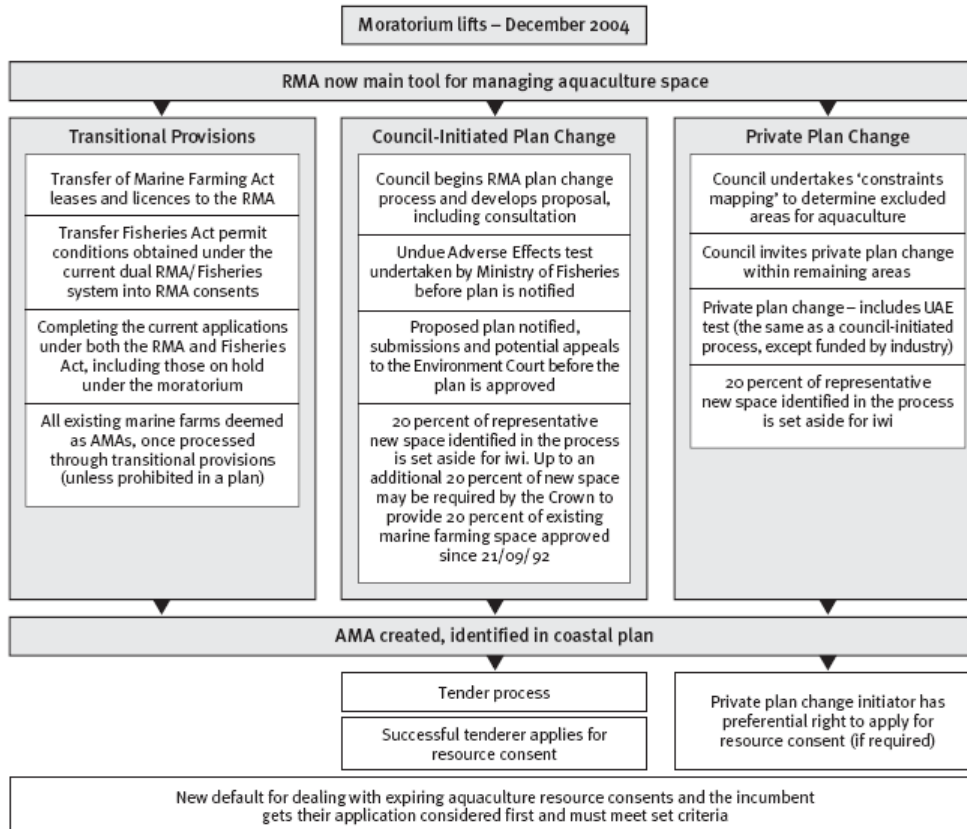 Moratorium lifts – December 2004
RMA now main tool for managing aquaculture space
Transitional Provisions
Transfer of Marine Farming Act
leases and licences to the RMA
Transfer Fisheries Act permit
conditions obtained under the
current dual RMA/Fisheries
system into RMA consents
Completing the current applications
under both the RMA and Fisheries
Act, including those on hold
under the moratorium
All existing marine farms deemed
as AMAs, once processed
through transitional provisions
(unless prohibited in a plan)
Council-Initiated Plan Change
Council begins RMA plan change
process and develops proposal,
including consultation
Undue Adverse Effects test
undertaken by Ministry of Fisheries
before plan is notified
Proposed plan notified,
submissions and potential appeals
to the Environment Court before the
plan is approved
20 percent of representative
new space identified in the process
is set aside for iwi. Up to an
additional 20 percent of new space
may be required by the Crown to
provide 20 percent of existing
marine farming space approved
since 21/09/92
Private Plan Change
Council undertakes ‘constraints
mapping’ to determine excluded
areas for aquaculture
Council invites private plan change
within remaining areas
Private plan change – includes UAE
test (the same as a council-initiated
process, except funded by industry)
20 percent of representative
new space identified in the process
is set aside for iwi
AMA created, identified in coastal plan
Tender process
Successful tenderer applies for
resource consent
Private plan change initiator has
preferential right to apply for
resource consent (if required)
New default for dealing with expiring aquaculture resource consents and the incumbent
gets their application considered first and must meet set criteria